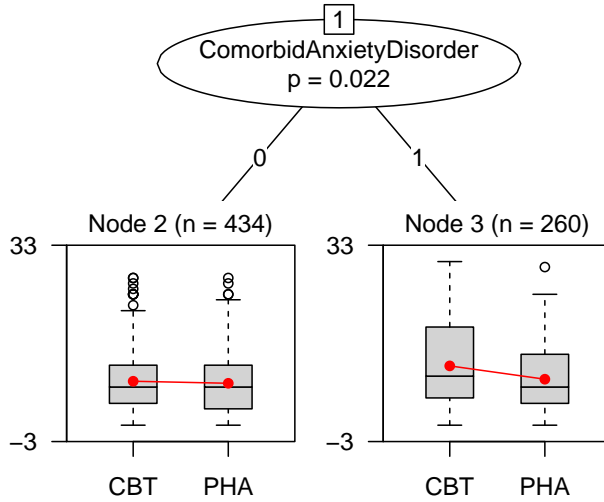 1
ComorbidAnxietyDisorder
p = 0.022
0
1
Node 2 (n = 434)
Node 3 (n = 260)
33
−3
CBT
PHA
33
−3
CBT
PHA